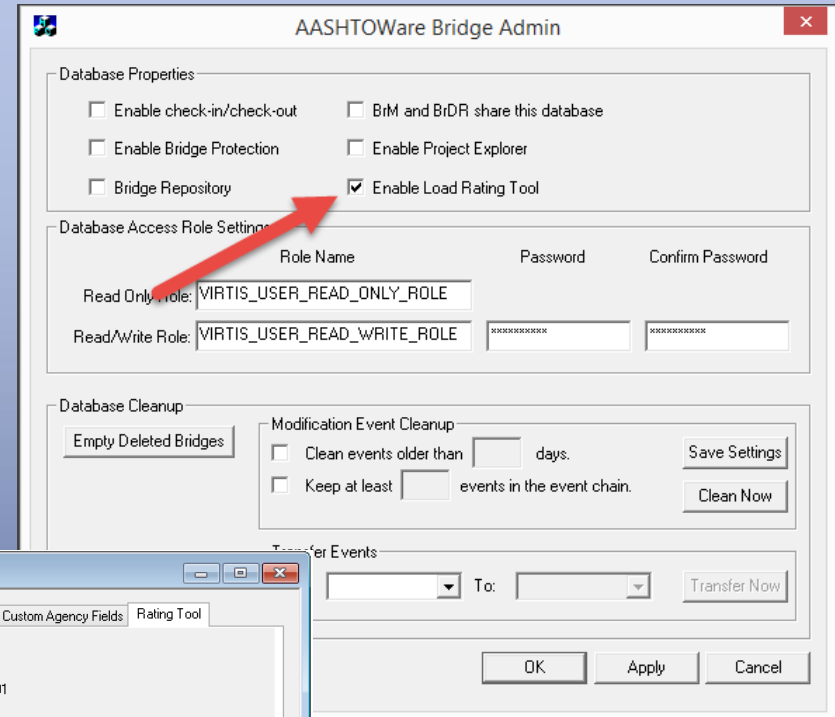 AASHTOWare Bridge Admin
Database Properties
Enable check-in/check-out BrM and BrDR share this database
Enable Bridge Protection Enable Project Explorer
Bridge Repository Enable Load Rating Tool
Database Access Role Settings
Role Name Password Confirm Password
Read Only Role: VIRTIS_USER_READ_ONLY_ROLE
Read/Write Role: VIRTIS_USER_READ_WRITE_ROLE ********** **********
Database Cleanup
Empty Deleted Bridges
Modification Event Cleanup
Clean events older than days. Save Settings
Keep at least events in the event chain. Clean Now
Transfer Events
To: Transfer Now
Custom Agency Fields Rating Tool
OK Apply Cancel